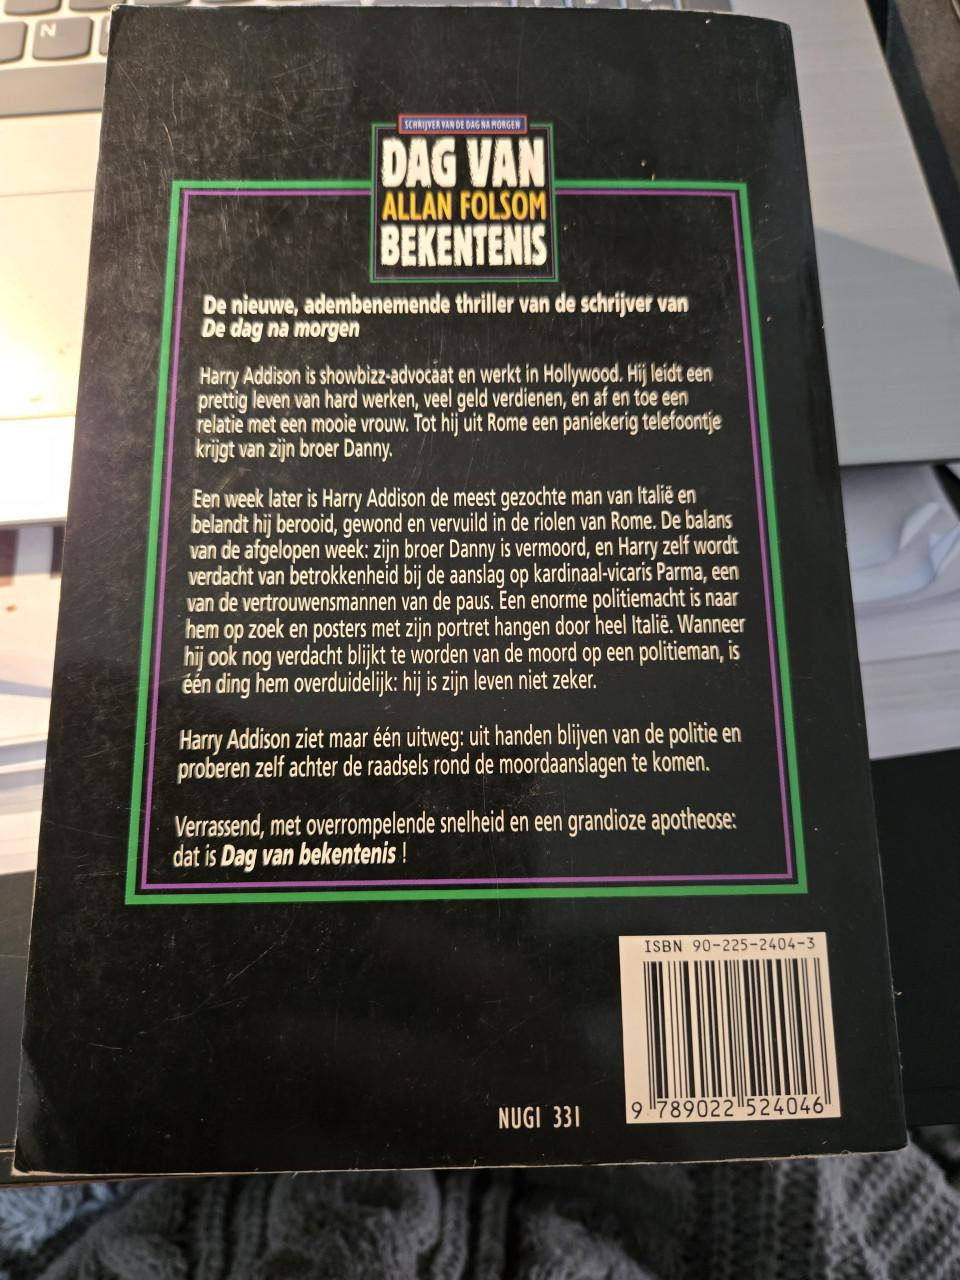 N
SCHRIJVER VAN DE DAG NA MORGEN
DAG VAN
ALLAN FOLSOM
BEKENTENIS
De nieuwe, adembenemende thriller van de schrijver van
De dag na morgen
Harry Addison is showbizz-advocaat en werkt in Hollywood. Hij leidt een
prettig leven van hard werken, veel geld verdienen, en af en toe een
relatie met een mooie vrouw. Tot hij uit Rome een paniekerig telefoontje
krijgt van zijn broer Danny.
Een week later is Harry Addison de meest gezochte man van Italië en
belandt hij berooid, gewond en vervuild in de riolen van Rome. De balans
van de afgelopen week: zijn broer Danny is vermoord, en Harry zelf wordt
verdacht van betrokkenheid bij de aanslag op kardinaal-vicaris Parma, een
van de vertrouwensmannen van de paus. Een enorme politiemacht is naar
hem op zoek en posters met zijn portret hangen door heel Italië. Wanneer
hij ook nog verdacht blijkt te worden van de moord op een politieman, is
één ding hem overduidelijk: hij is zijn leven niet zeker.
Harry Addison ziet maar één uitweg: uit handen blijven van de politie en
proberen zelf achter de raadsels rond de moordaanslagen te komen.
Verrassend, met overrompelende snelheid en een grandioze apotheose:
dat is Dag van bekentenis !
ISBN 90-225-2404-3
9 789022 524046
NUGI 331